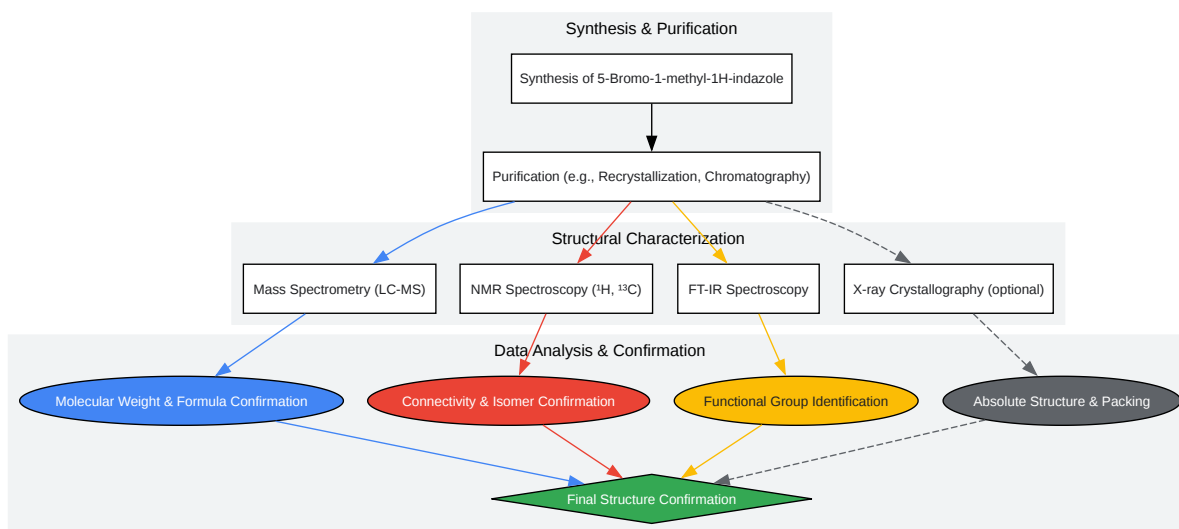 Synthesis & Purification
Synthesis of 5-Bromo-1-methyl-1H-indazole
Purification (e.g., Recrystallization, Chromatography)
Structural Characterization
Mass Spectrometry (LC-MS)
NMR Spectroscopy (¹H, ¹³C)
FT-IR Spectroscopy
X-ray Crystallography (optional)
Data Analysis & Confirmation
Molecular Weight & Formula Confirmation
Connectivity & Isomer Confirmation
Functional Group Identification
Absolute Structure & Packing
Final Structure Confirmation